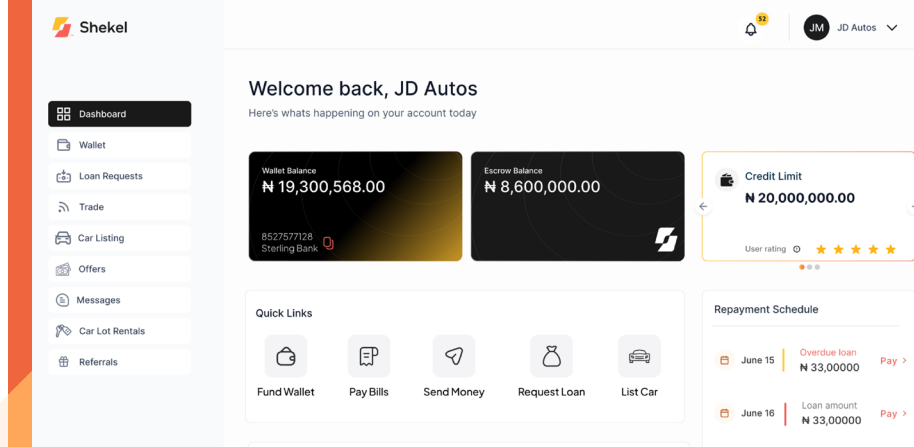 Shekel
52
JM
JD Autos
Welcome back, JD Autos
Here's whats happening on your account today
Dashboard
Wallet
Loan Requests
Trade
Car Listing
Offers
Messages
Car Lot Rentals
Referrals
Wallet Balance
₦ 19,300,568.00
8527577128
Sterling Bank
Escrow Balance
₦ 8,600,000.00
Credit Limit
₦ 20,000,000.00
User rating
Quick Links
Fund Wallet
Pay Bills
Send Money
Request Loan
List Car
Repayment Schedule
June 15
Overdue loan
₦ 33,00000
Pay >
June 16
Loan amount
₦ 33,00000
Pay >